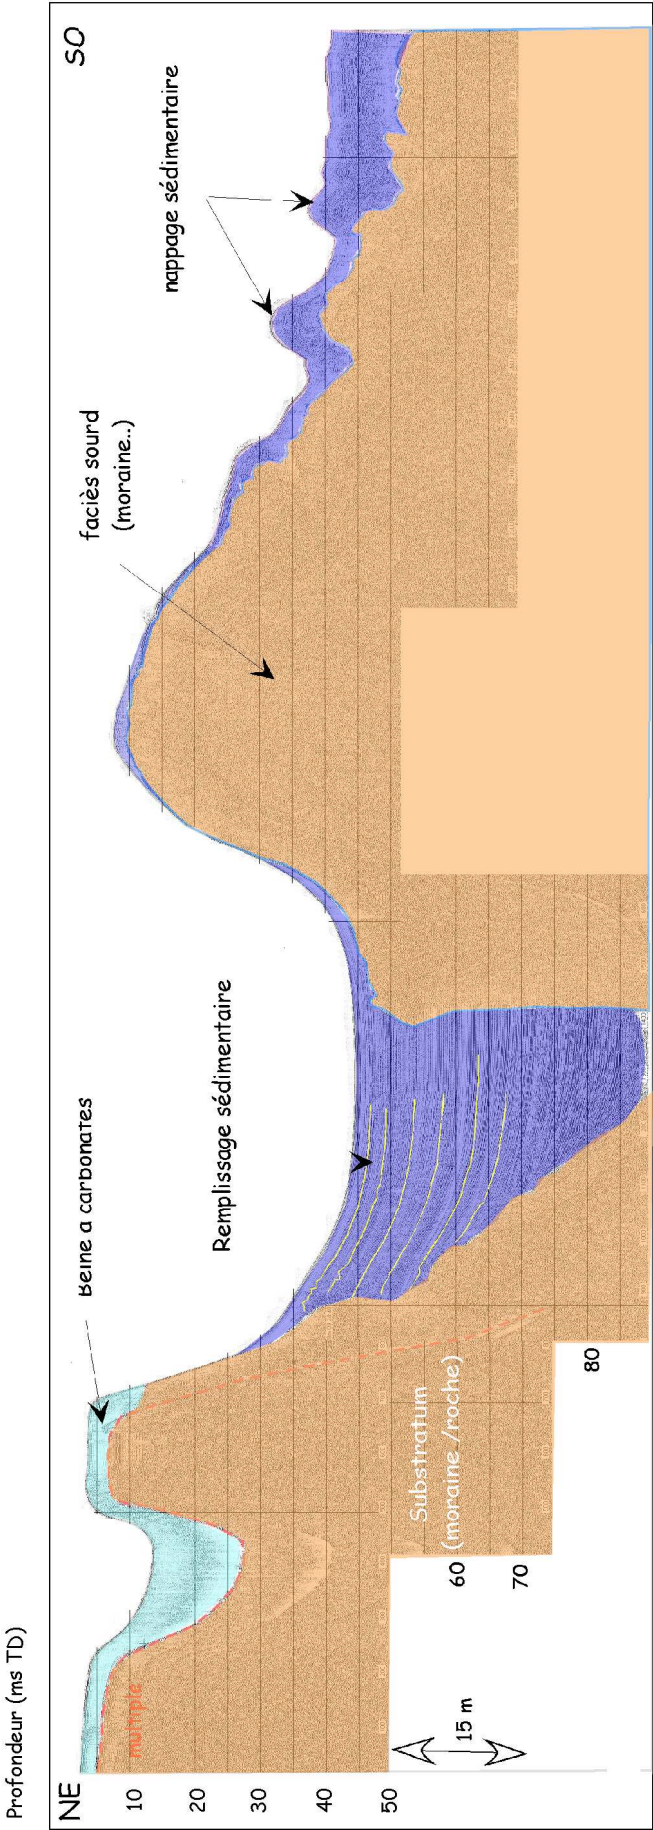 Profondeur (ms TD)
NE
SO
Beine a carbonates
Remplissage sédimentaire
faciès sourd
(moraine..)
nappage sédimentaire
multiple
Substratum
(moraine /roche)
10
20
30
40
50
60
70
80
15 m